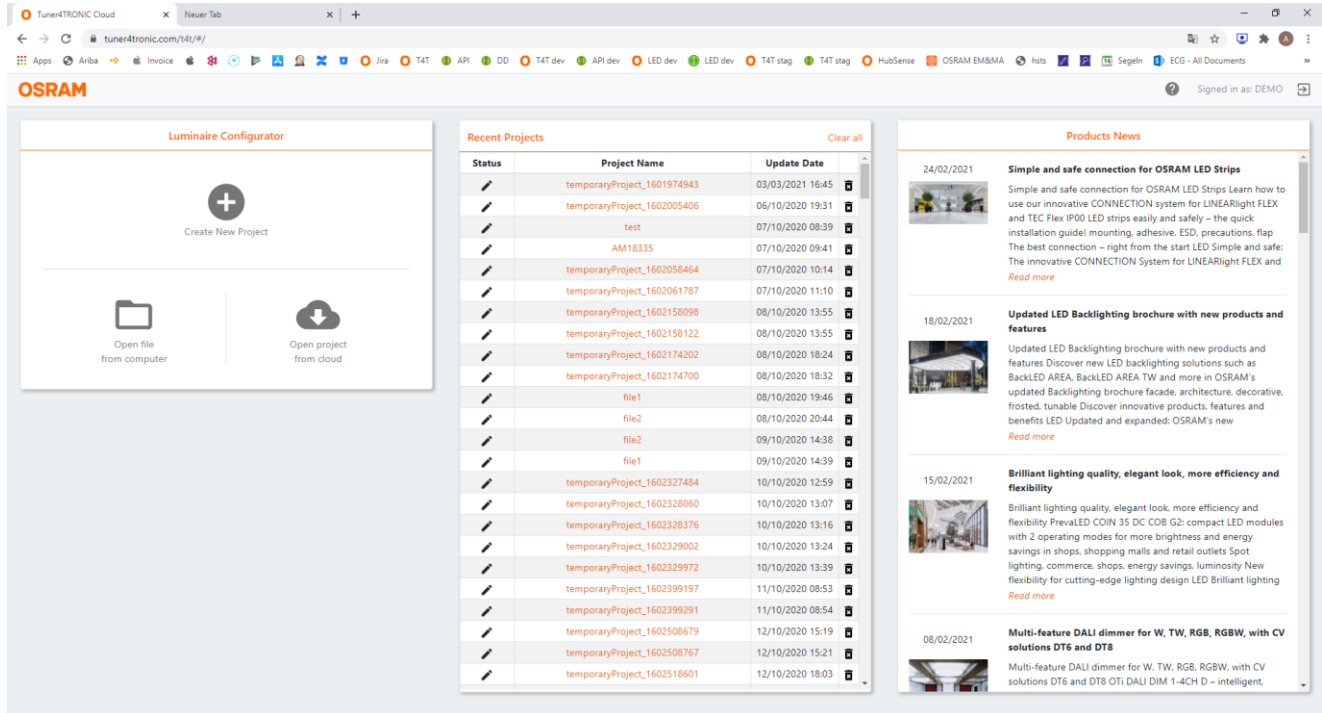 Tuner4TRONIC Cloud
Neuer Tab
tuner4tronic.com/t4t/#/
Apps Ariba Invoice Jira T4T API DD T4T dev API dev LED dev LED dev T4T stag T4T stag HubSense OSRAM EM&MA hsts Segeln ECG - All Documents
OSRAM
Signed in as: DEMO
Luminaire Configurator
Create New Project
Open file
from computer
Open project
from cloud
Recent Projects Clear all
Status Project Name Update Date
temporaryProject_1601974943 03/03/2021 16:45
temporaryProject_1602005406 06/10/2020 19:31
test 07/10/2020 08:39
AM18335 07/10/2020 09:41
temporaryProject_1602058464 07/10/2020 10:14
temporaryProject_1602061787 07/10/2020 11:10
temporaryProject_1602158098 08/10/2020 13:55
temporaryProject_1602158122 08/10/2020 13:55
temporaryProject_1602174202 08/10/2020 18:24
temporaryProject_1602174700 08/10/2020 18:32
file1 08/10/2020 19:46
file2 08/10/2020 20:44
file2 09/10/2020 14:38
file1 09/10/2020 14:39
temporaryProject_1602327484 10/10/2020 12:59
temporaryProject_1602328060 10/10/2020 13:07
temporaryProject_1602328376 10/10/2020 13:16
temporaryProject_1602329002 10/10/2020 13:24
temporaryProject_1602329972 10/10/2020 13:39
temporaryProject_1602399197 11/10/2020 08:53
temporaryProject_1602399291 11/10/2020 08:54
temporaryProject_1602508679 12/10/2020 15:19
temporaryProject_1602508767 12/10/2020 15:21
temporaryProject_1602518601 12/10/2020 18:03
Products News
24/02/2021
Simple and safe connection for OSRAM LED Strips
Simple and safe connection for OSRAM LED Strips Learn how to
use our innovative CONNECTION system for LINEARlight FLEX
and TEC Flex IP00 LED strips easily and safely – the quick
installation guide! mounting, adhesive, ESD, precautions, flap
The best connection – right from the start LED Simple and safe:
The innovative CONNECTION System for LINEARlight FLEX and
Read more
18/02/2021
Updated LED Backlighting brochure with new products and
features
Updated LED Backlighting brochure with new products and
features Discover new LED backlighting solutions such as
BackLED AREA, BackLED AREA TW and more in OSRAM's
updated Backlighting brochure facade, architecture, decorative,
frosted, tunable Discover innovative products, features and
benefits LED Updated and expanded: OSRAM's new
Read more
15/02/2021
Brilliant lighting quality, elegant look, more efficiency and
flexibility
Brilliant lighting quality, elegant look, more efficiency and
flexibility PrevaLED COIN 35 DC COB G2: compact LED modules
with 2 operating modes for more brightness and energy
savings in shops, shopping malls and retail outlets Spot
lighting, commerce, shops, energy savings, luminosity New
flexibility for cutting-edge lighting design LED Brilliant lighting
Read more
08/02/2021
Multi-feature DALI dimmer for W, TW, RGB, RGBW, with CV
solutions DT6 and DT8
Multi-feature DALI dimmer for W, TW, RGB, RGBW, with CV
solutions DT6 and DT8 OTi DALI DIM 1-4CH D – intelligent,